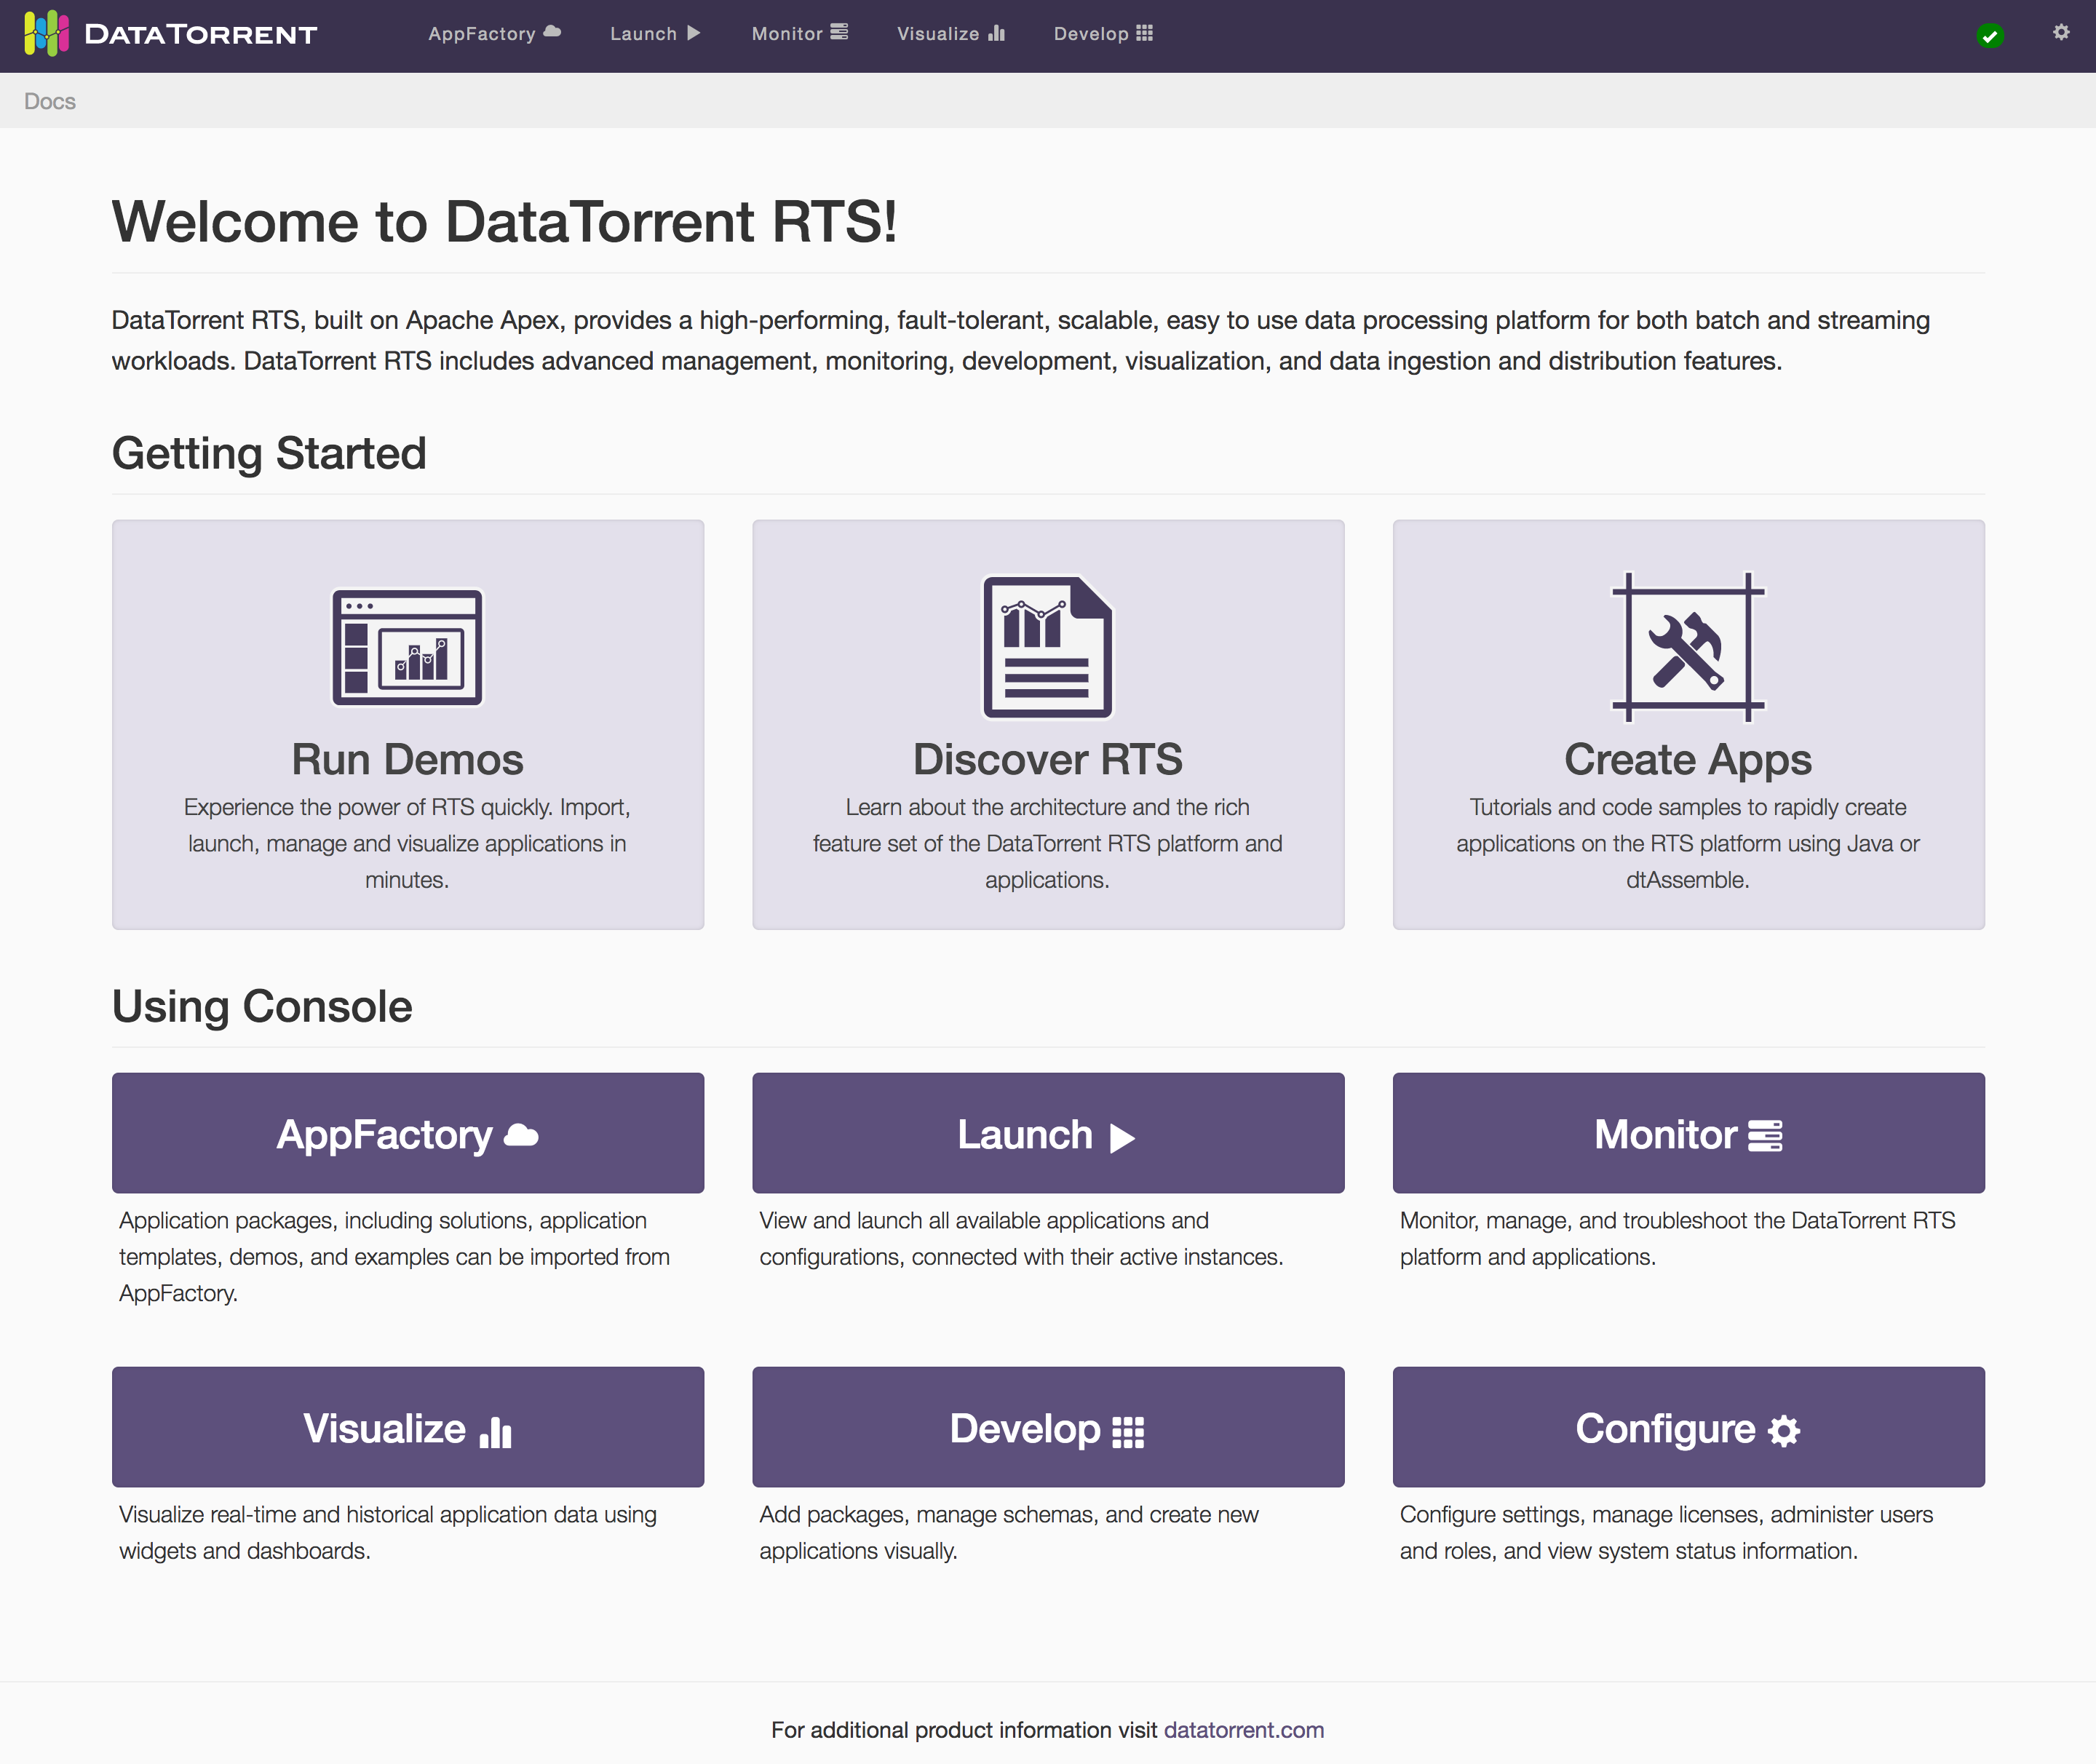 DATATORRENT AppFactory Launch Monitor Visualize Develop
Docs
Welcome to DataTorrent RTS!
DataTorrent RTS, built on Apache Apex, provides a high-performing, fault-tolerant, scalable, easy to use data processing platform for both batch and streaming
workloads. DataTorrent RTS includes advanced management, monitoring, development, visualization, and data ingestion and distribution features.
Getting Started
Run Demos
Experience the power of RTS quickly. Import,
launch, manage and visualize applications in
minutes.
Discover RTS
Learn about the architecture and the rich
feature set of the DataTorrent RTS platform and
applications.
Create Apps
Tutorials and code samples to rapidly create
applications on the RTS platform using Java or
dtAssemble.
Using Console
AppFactory
Application packages, including solutions, application
templates, demos, and examples can be imported from
AppFactory.
Launch
View and launch all available applications and
configurations, connected with their active instances.
Monitor
Monitor, manage, and troubleshoot the DataTorrent RTS
platform and applications.
Visualize
Visualize real-time and historical application data using
widgets and dashboards.
Develop
Add packages, manage schemas, and create new
applications visually.
Configure
Configure settings, manage licenses, administer users
and roles, and view system status information.
For additional product information visit datatorrent.com